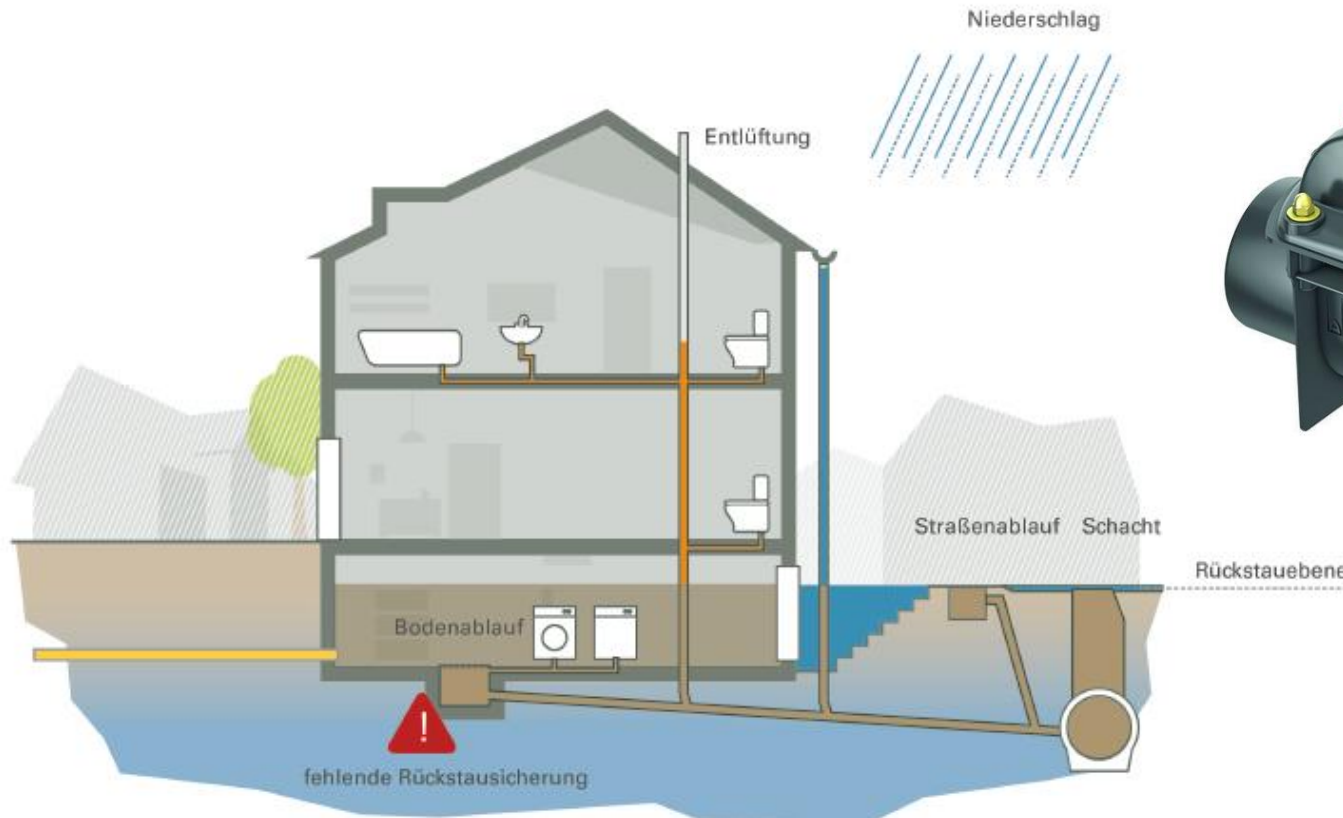 Niederschlag
Entlüftung
Straßenablauf
Schacht
Rückstauebene
Bodenablauf
!
fehlende Rückstausicherung